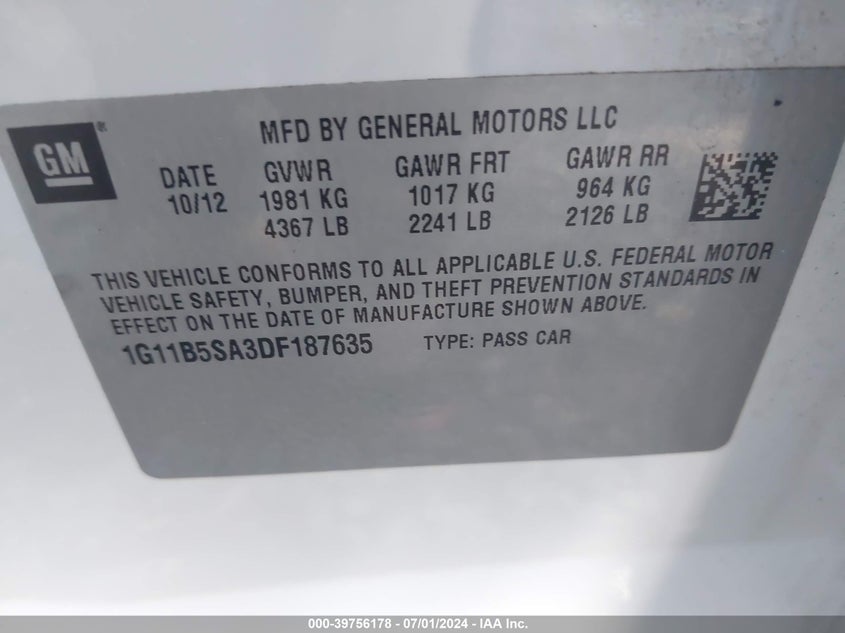 GM
MFD BY GENERAL MOTORS LLC
DATE GVWR GAWR FRT GAWR RR
10/12 1981 KG 1017 KG 964 KG
4367 LB 2241 LB 2126 LB
THIS VEHICLE CONFORMS TO ALL APPLICABLE U.S. FEDERAL MOTOR
VEHICLE SAFETY, BUMPER, AND THEFT PREVENTION STANDARDS IN
EFFECT ON THE DATE OF MANUFACTURE SHOWN ABOVE.
1G11B5SA3DF187635 TYPE: PASS CAR
000-39756178 - 07/01/2024 - IAA Inc.